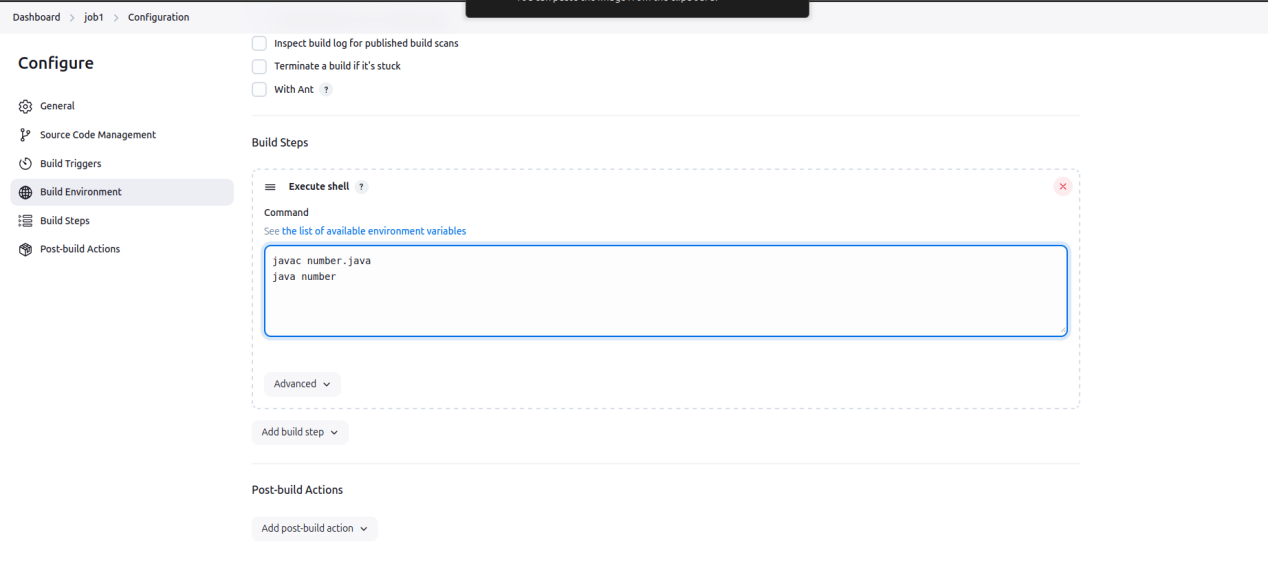 Dashboard > job1 > Configuration
Configure
General
Source Code Management
Build Triggers
Build Environment
Build Steps
Post-build Actions
Inspect build log for published build scans
Terminate a build if it's stuck
With Ant ?
Build Steps
Execute shell ?
Command
See the list of available environment variables
javac number.java
java number
Advanced
Add build step
Post-build Actions
Add post-build action